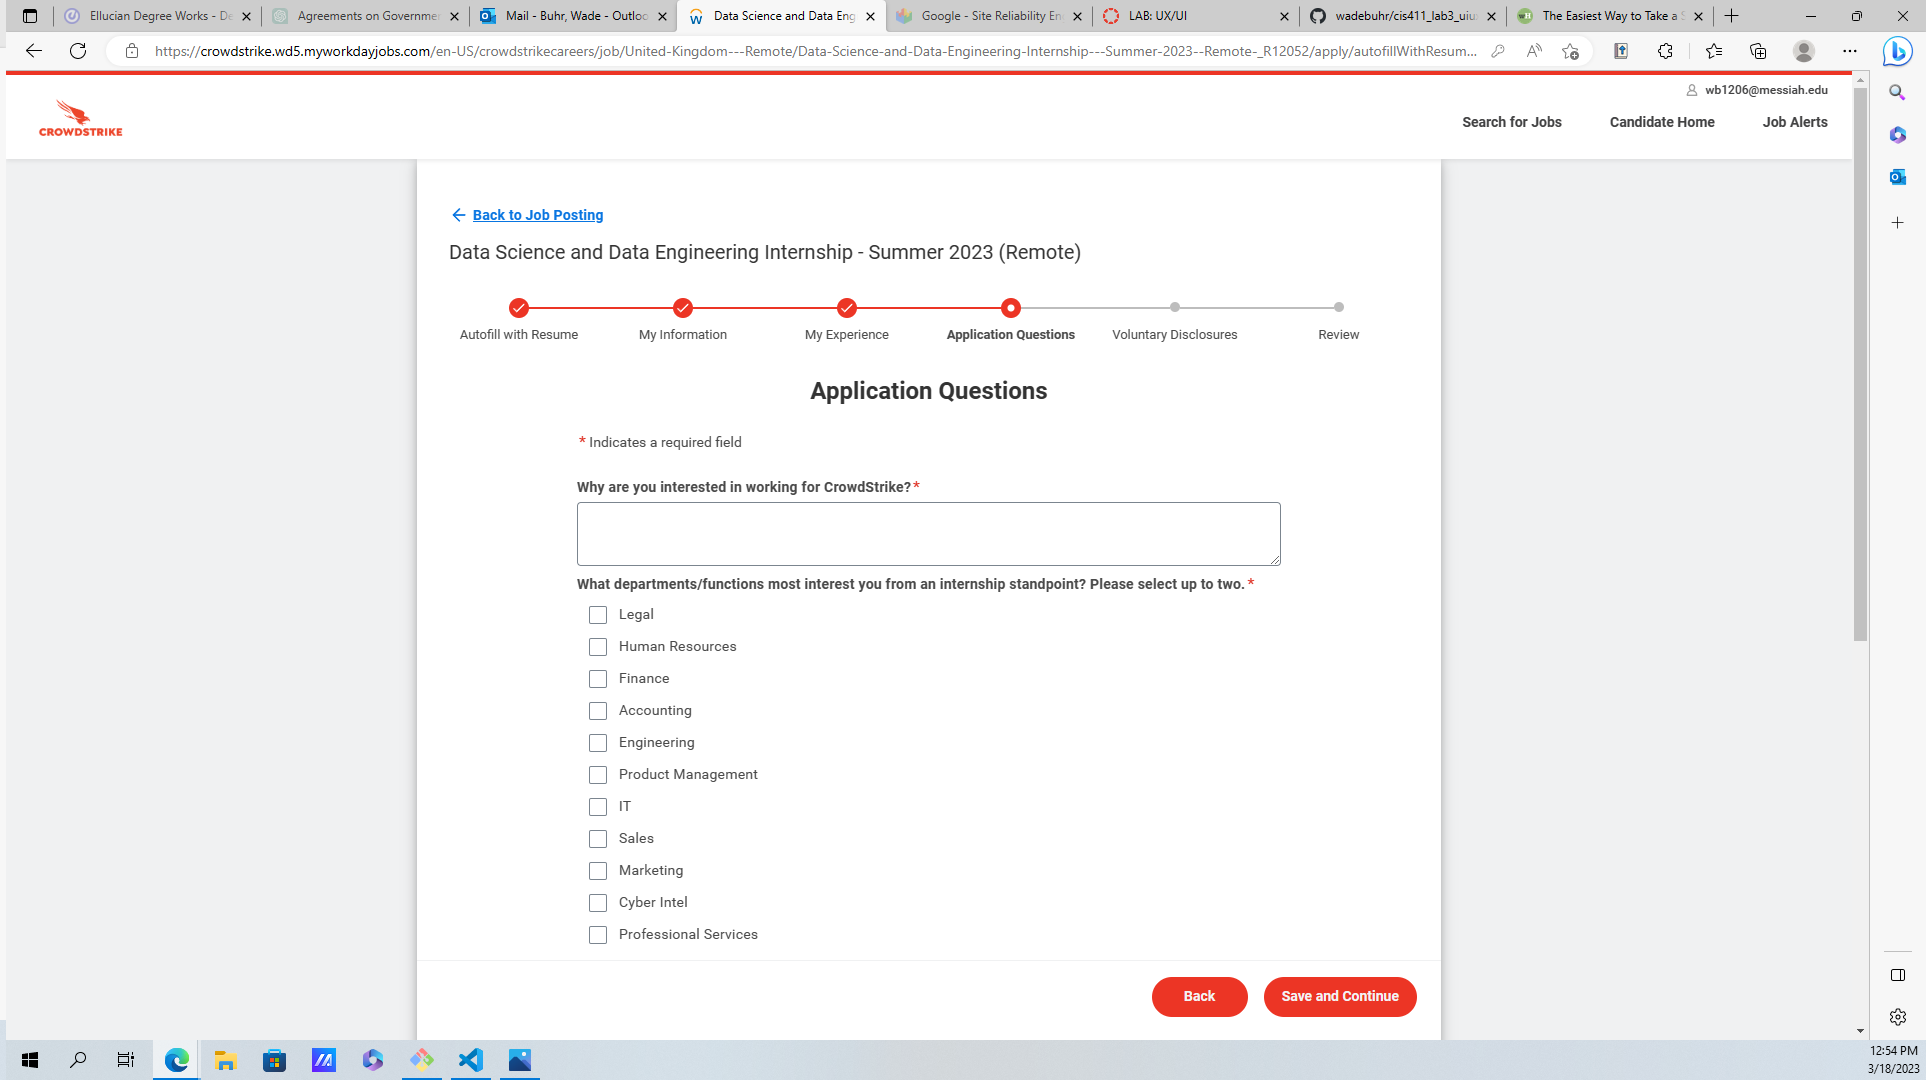 Ellucian Degree Works - De
Agreements on Governmen
Mail - Buhr, Wade - Outloo
Data Science and Data Eng
Google - Site Reliability En
LAB: UX/UI
wadebuhr/cis411_lab3_uiux
The Easiest Way to Take a S
https://crowdstrike.wd5.myworkdayjobs.com/en-US/crowdstrikecareers/job/United-Kingdom---Remote/Data-Science-and-Data-Engineering-Internship---Summer-2023--Remote-_R12052/apply/autofillWithResum...
wb1206@messiah.edu
CROWDSTRIKE
Search for Jobs
Candidate Home
Job Alerts
Back to Job Posting
Data Science and Data Engineering Internship - Summer 2023 (Remote)
Autofill with Resume
My Information
My Experience
Application Questions
Voluntary Disclosures
Review
Application Questions
* Indicates a required field
Why are you interested in working for CrowdStrike?*
What departments/functions most interest you from an internship standpoint? Please select up to two.*
Legal
Human Resources
Finance
Accounting
Engineering
Product Management
IT
Sales
Marketing
Cyber Intel
Professional Services
Back
Save and Continue
12:54 PM
3/18/2023